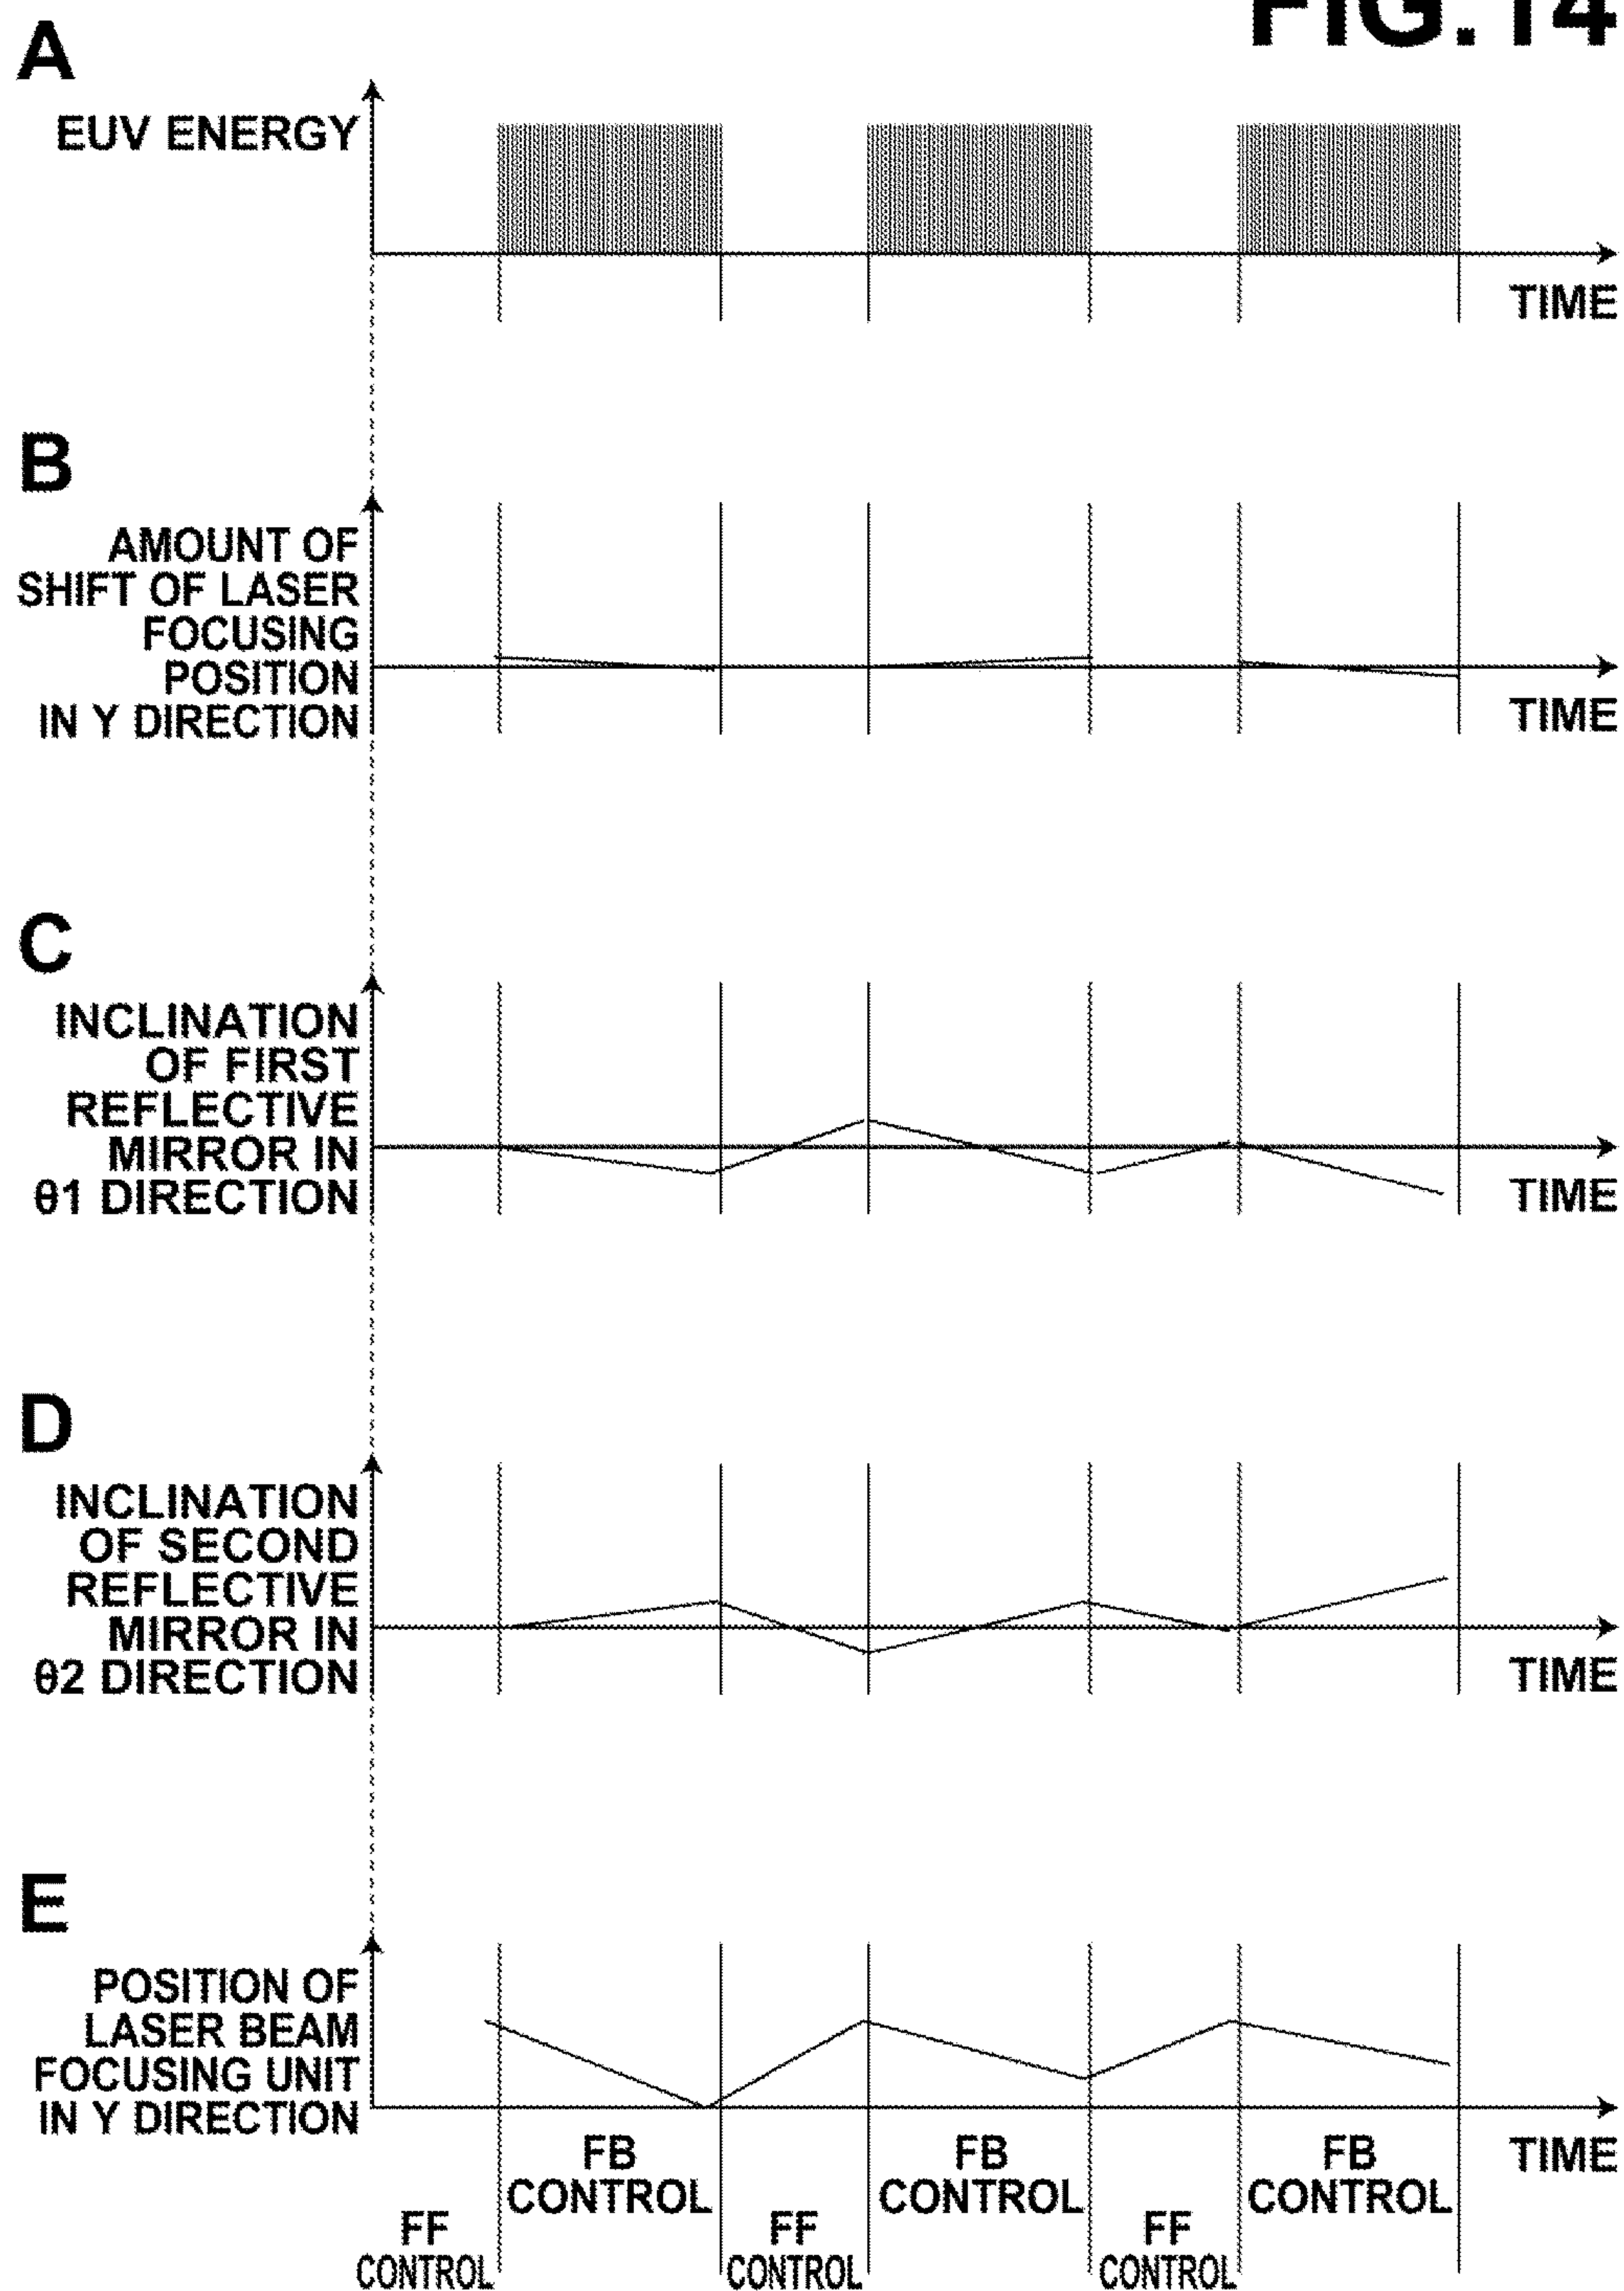 FIG.14
A
EUV ENERGY
TIME
B
AMOUNT OF
SHIFT OF LASER
FOCUSING
POSITION
IN Y DIRECTION
TIME
C
INCLINATION
OF FIRST
REFLECTIVE
MIRROR IN
θ1 DIRECTION
TIME
D
INCLINATION
OF SECOND
REFLECTIVE
MIRROR IN
θ2 DIRECTION
TIME
E
POSITION OF
LASER BEAM
FOCUSING UNIT
IN Y DIRECTION
TIME
FF
CONTROL
FB
CONTROL
FF
CONTROL
FB
CONTROL
FF
CONTROL
FB
CONTROL